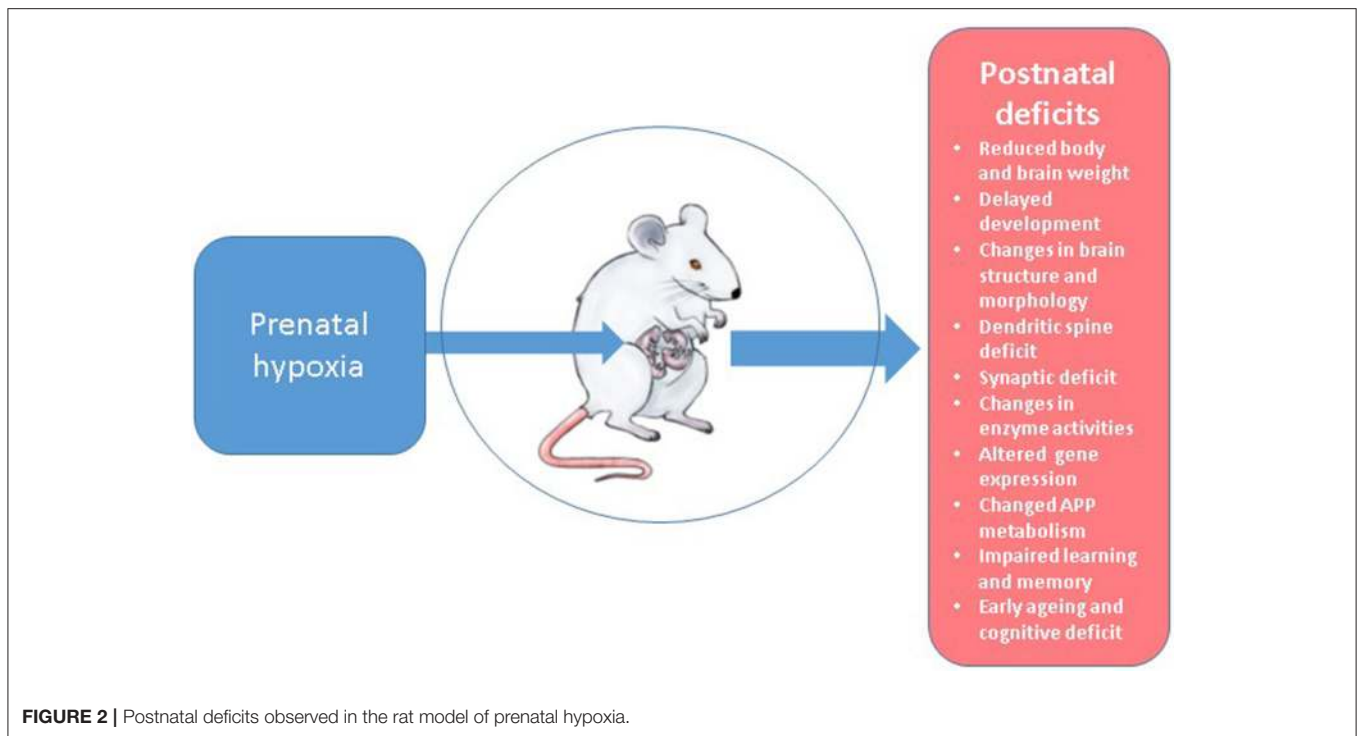 Prenatal
hypoxia
Postnatal
deficits
• Reduced body
and brain weight
• Delayed
development
• Changes in brain
structure and
morphology
• Dendritic spine
deficit
• Synaptic deficit
• Changes in
enzyme activities
• Altered gene
expression
• Changed APP
metabolism
• Impaired learning
and memory
• Early ageing and
cognitive deficit
FIGURE 2 | Postnatal deficits observed in the rat model of prenatal hypoxia.